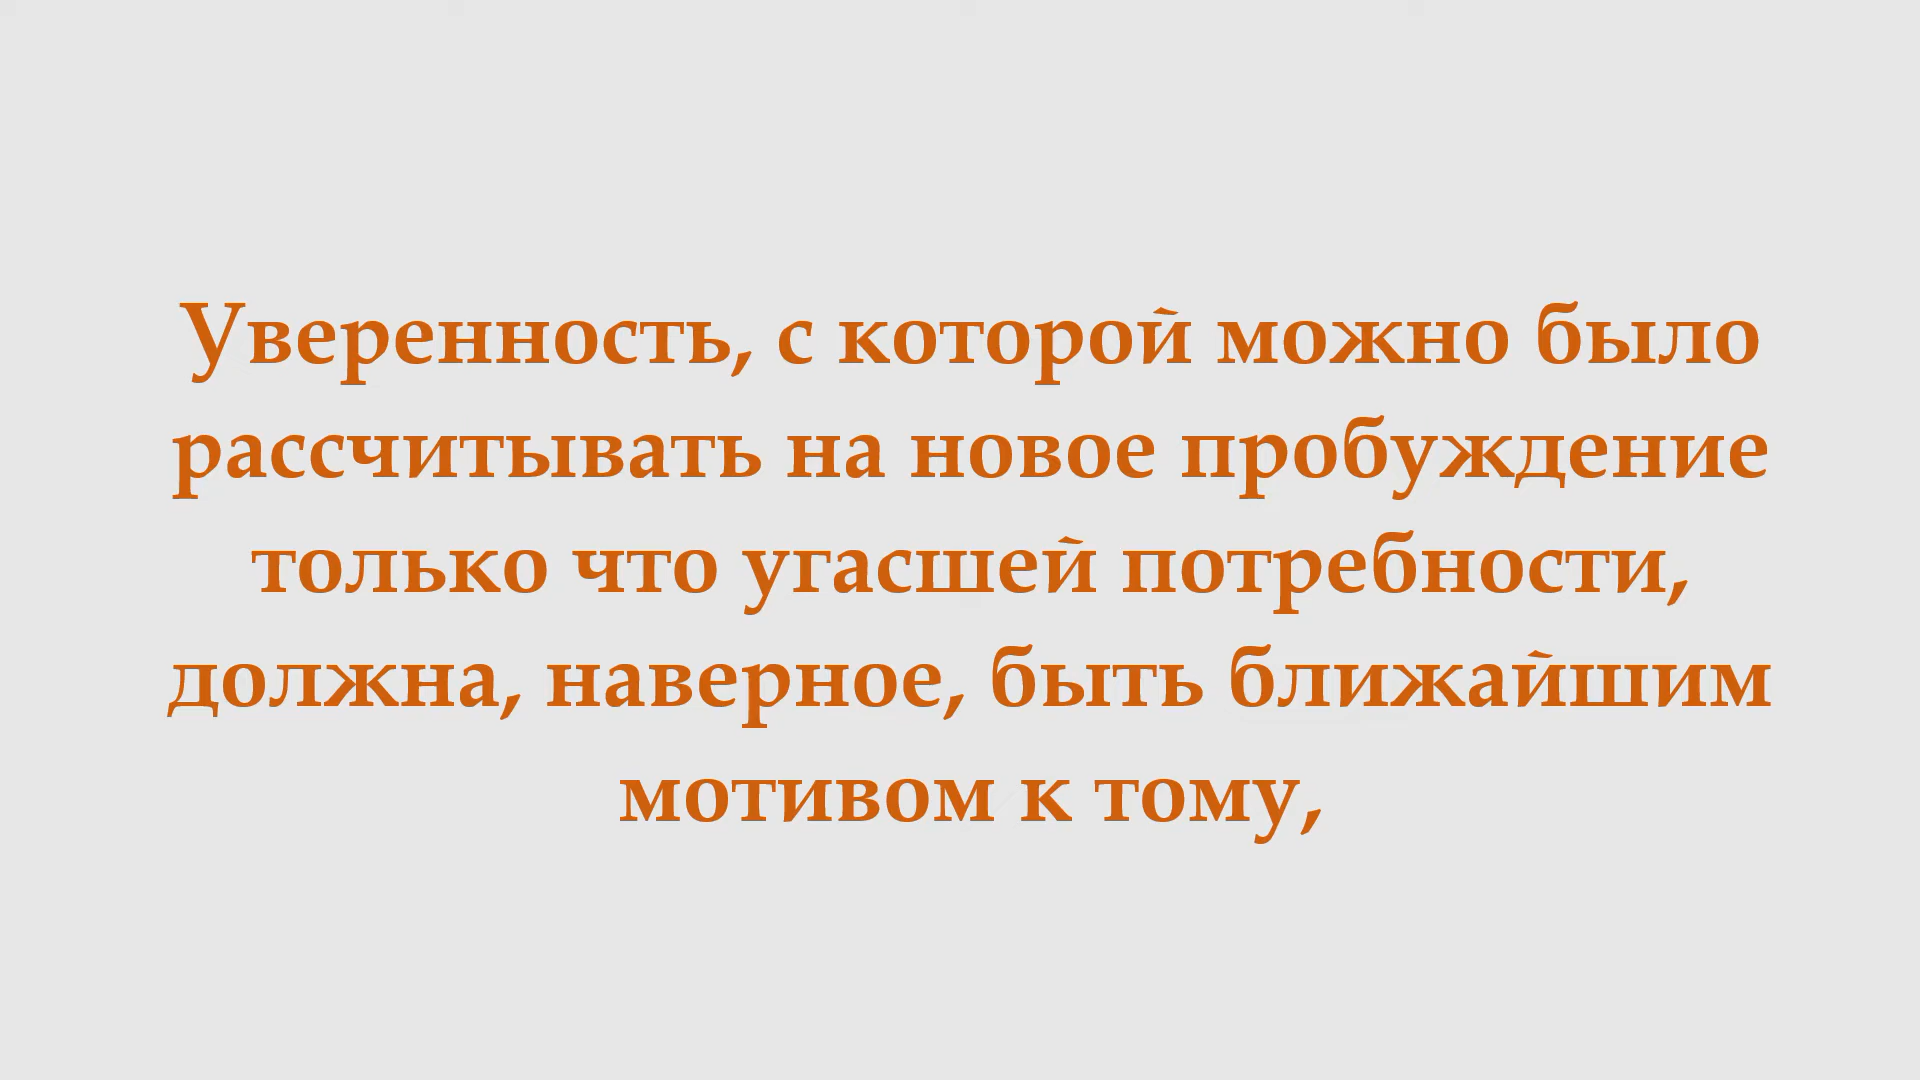 Уверенность, с которой можно было
рассчитывать на новое пробуждение
только что угасшей потребности,
должна, наверное, быть ближайшим
мотивом к тому,